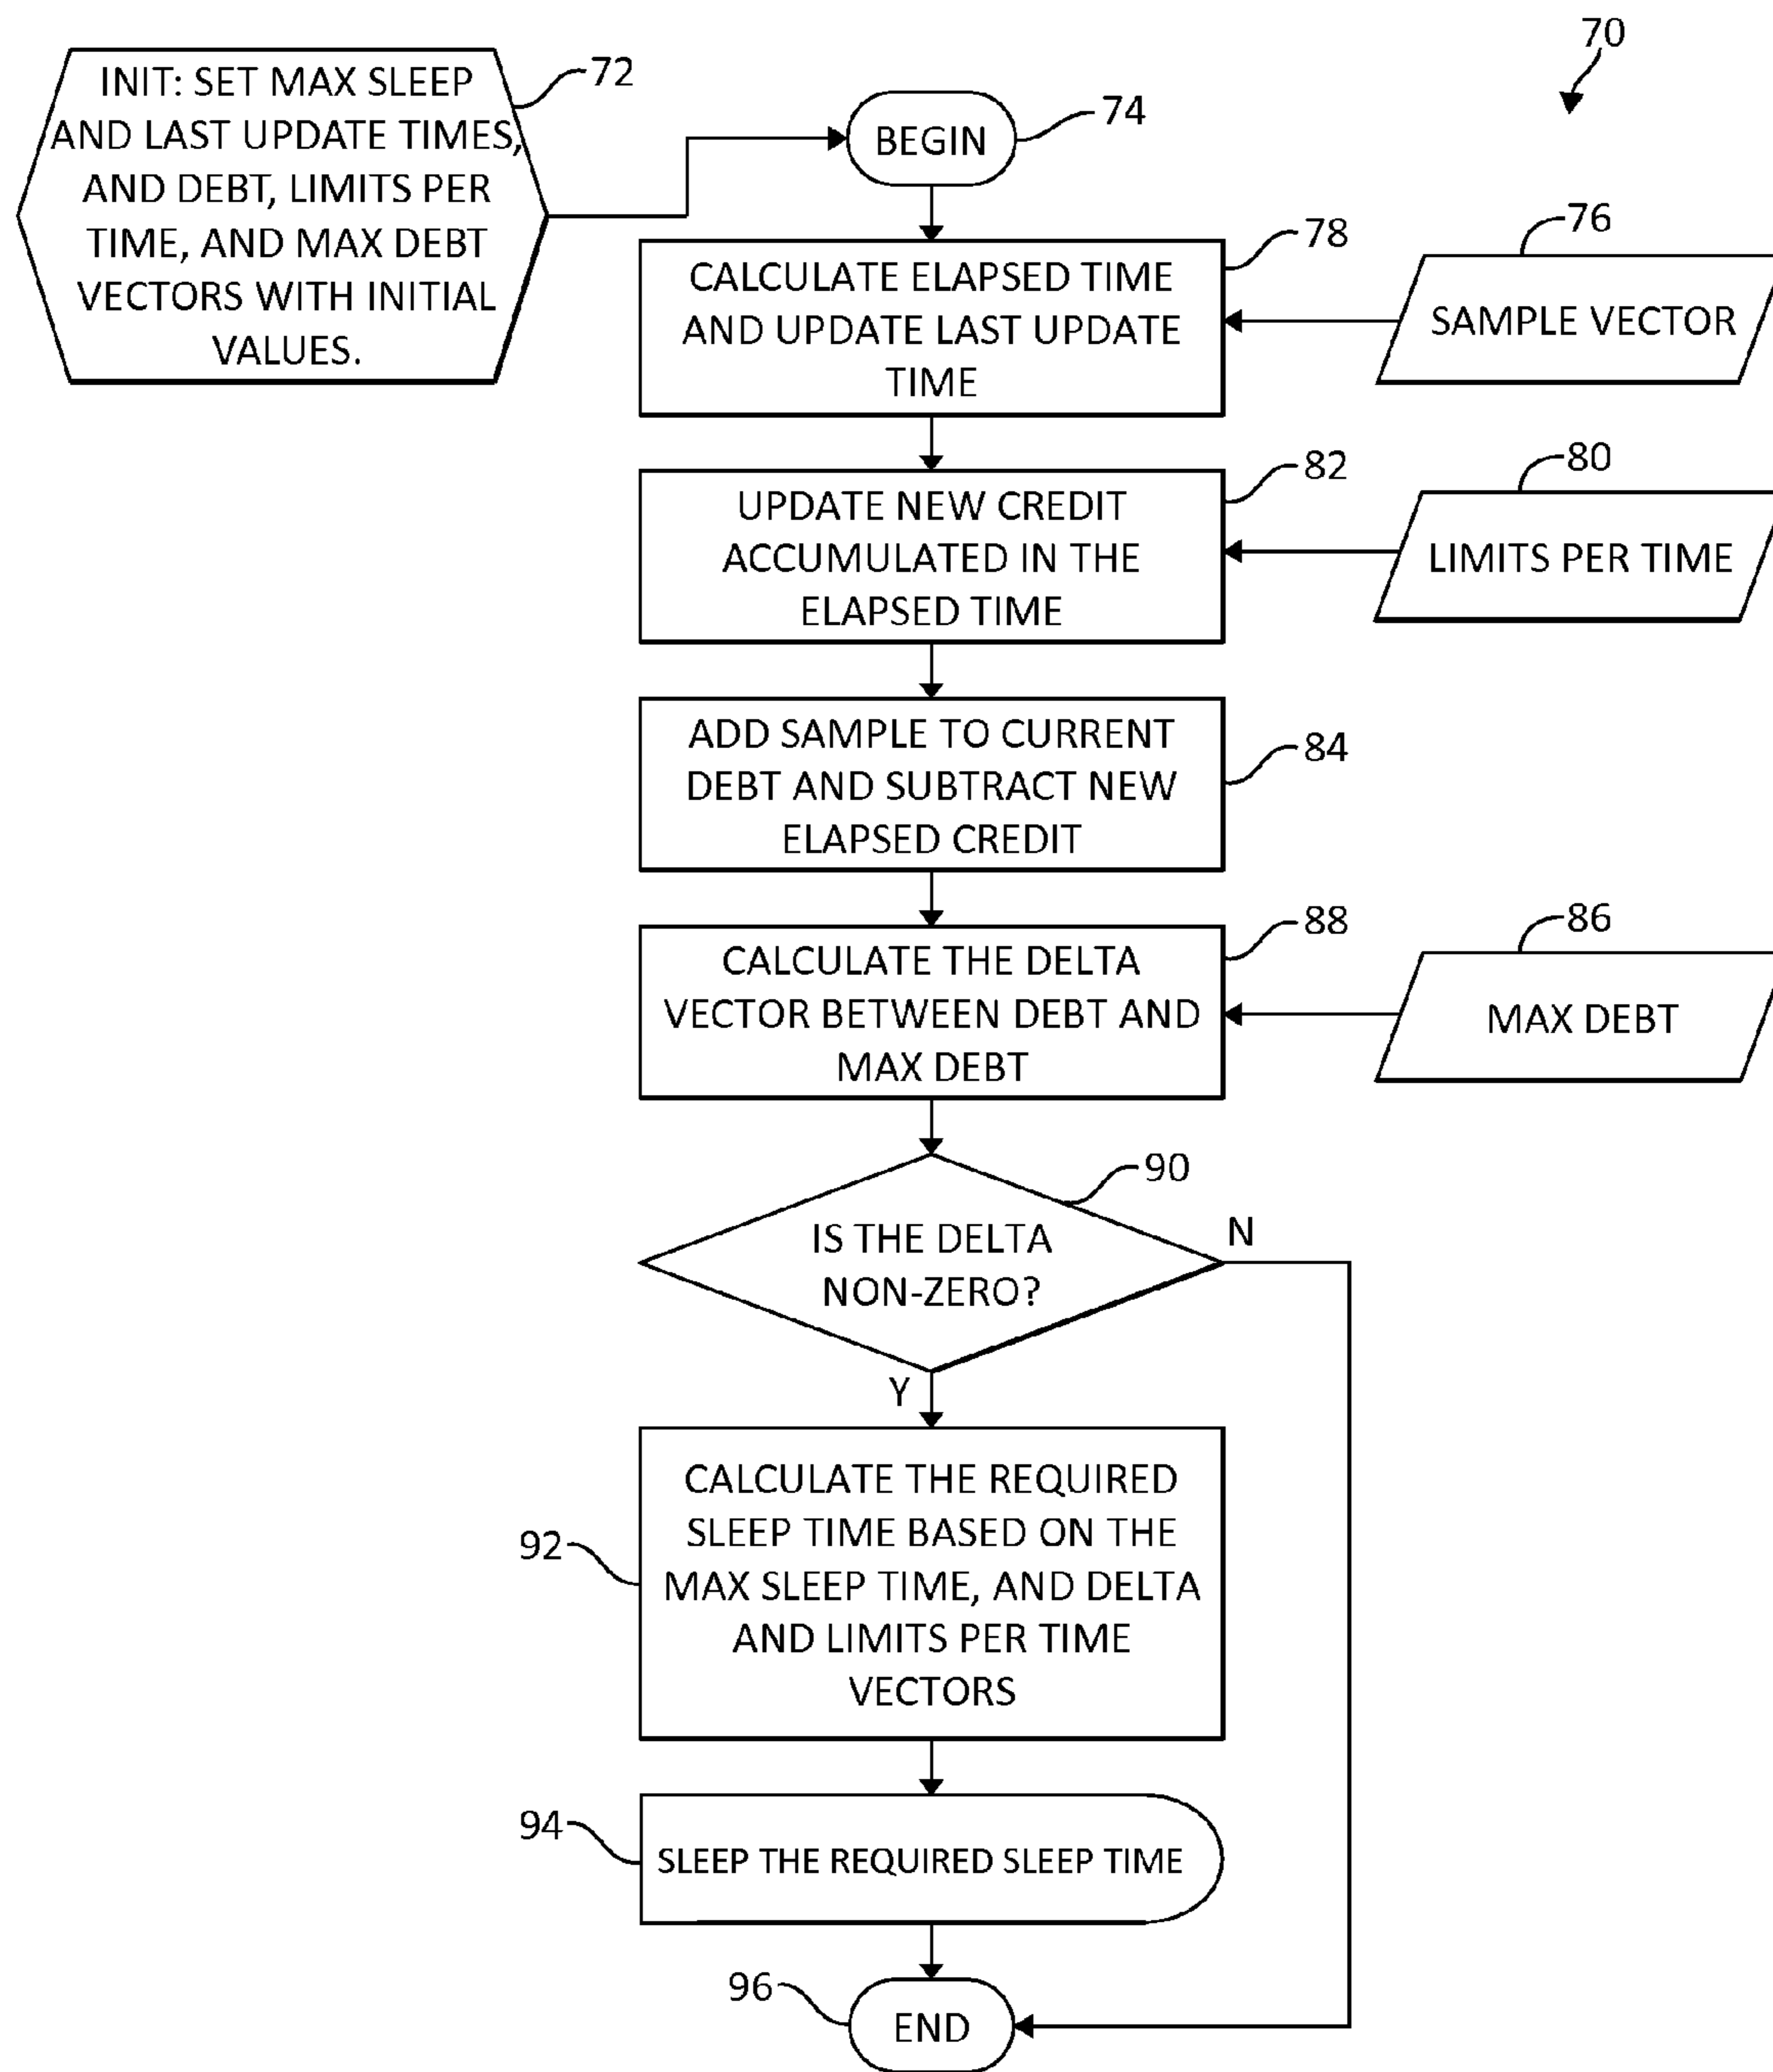 70
INIT: SET MAX SLEEP
AND LAST UPDATE TIMES,
AND DEBT, LIMITS PER
TIME, AND MAX DEBT
VECTORS WITH INITIAL
VALUES.
72
BEGIN
74
CALCULATE ELAPSED TIME
AND UPDATE LAST UPDATE
TIME
78
SAMPLE VECTOR
76
UPDATE NEW CREDIT
ACCUMULATED IN THE
ELAPSED TIME
82
LIMITS PER TIME
80
ADD SAMPLE TO CURRENT
DEBT AND SUBTRACT NEW
ELAPSED CREDIT
84
CALCULATE THE DELTA
VECTOR BETWEEN DEBT AND
MAX DEBT
88
MAX DEBT
86
IS THE DELTA
NON-ZERO?
90
N
Y
CALCULATE THE REQUIRED
SLEEP TIME BASED ON THE
MAX SLEEP TIME, AND DELTA
AND LIMITS PER TIME
VECTORS
92
SLEEP THE REQUIRED SLEEP TIME
94
END
96